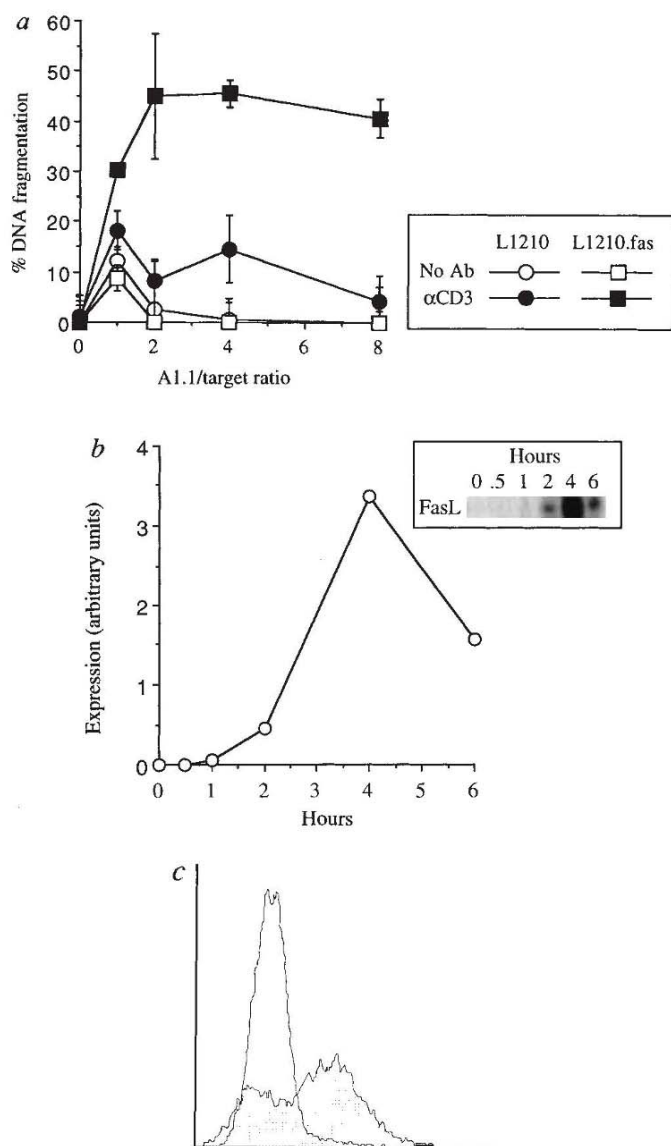 a
% DNA fragmentation
60
50
40
30
20
10
0
0 2 4 6 8
A1.1/target ratio
L1210 L1210.fas
No Ab
αCD3
b
Expression (arbitrary units)
4
3
2
1
0
0 1 2 3 4 5 6
Hours
Hours
0 .5 1 2 4 6
FasL
c